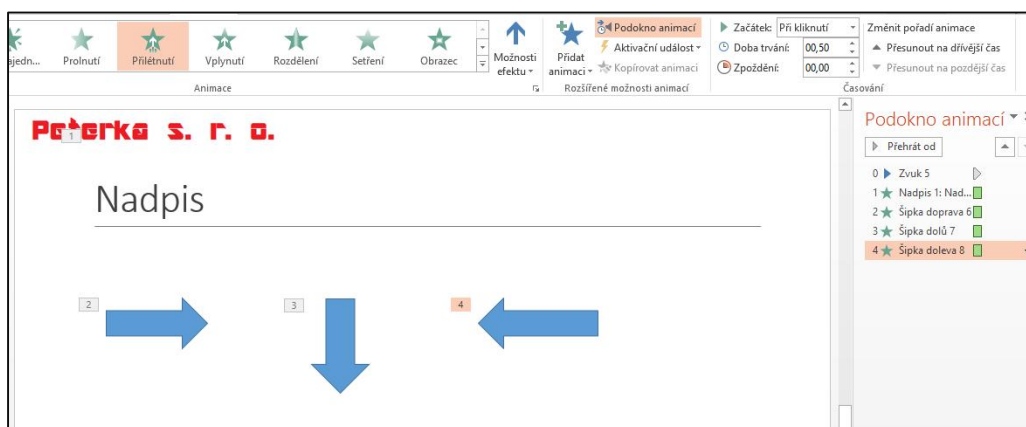 Prolnutí
Přilétnutí
Vplynutí
Rozdělení
Setření
Obrazec
Možnosti
efektu
Animace
Přidat
animaci
Podokno animací
Aktivační událost
Kopírovat animaci
Rozšířené možnosti animací
Začátek: Při kliknutí
Doba trvání: 00,50
Zpoždění: 00,00
Změnit pořadí animace
Přesunout na dřívější čas
Přesunout na pozdější čas
Časování
Peterka s. r. o.
1
Nadpis
2
3
4
Podokno animací
Přehrát od
0 Zvuk 5
1 Nadpis 1: Nad...
2 Šipka doprava 6
3 Šipka dolů 7
4 Šipka doleva 8